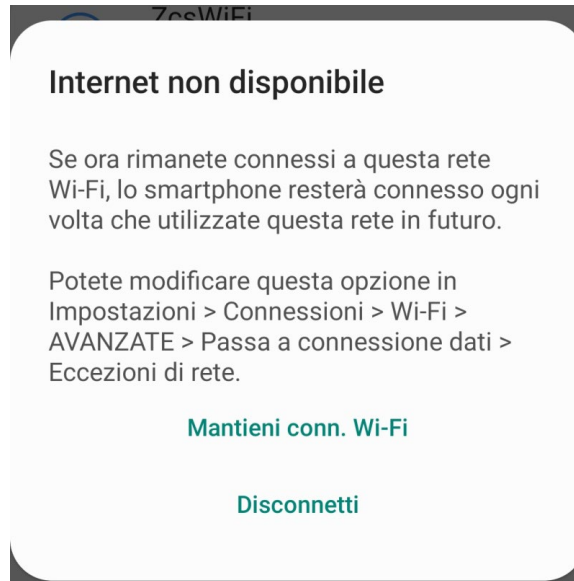 ZcsWiFi
Internet non disponibile
Se ora rimanete connessi a questa rete
Wi-Fi, lo smartphone resterà connesso ogni
volta che utilizzate questa rete in futuro.
Potete modificare questa opzione in
Impostazioni > Connessioni > Wi-Fi >
AVANZATE > Passa a connessione dati >
Eccezioni di rete.
Mantieni conn. Wi-Fi
Disconnetti